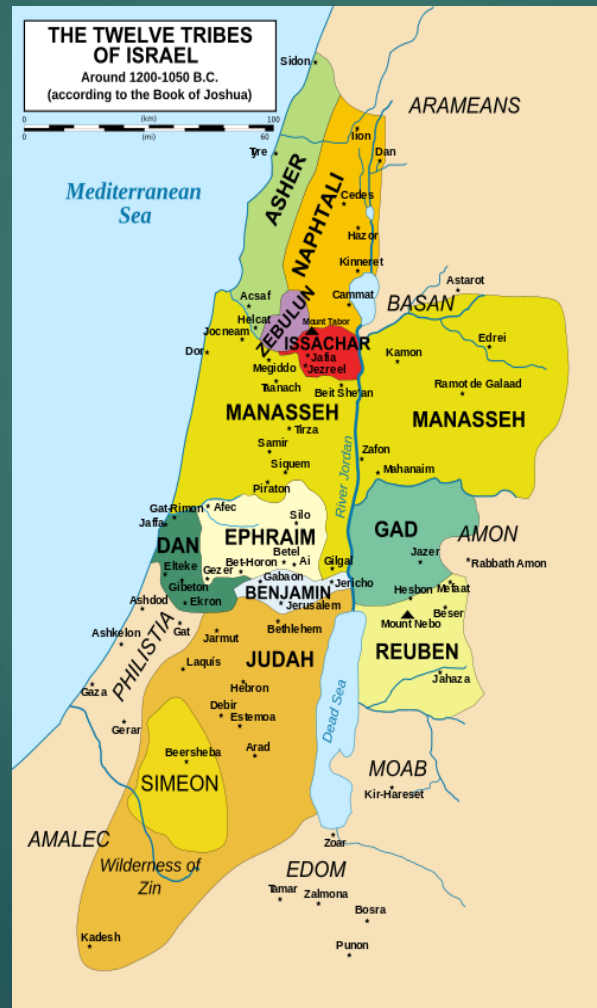 THE TWELVE TRIBES
OF ISRAEL
Around 1200-1050 B.C.
(according to the Book of Joshua)
0 (km) 100
0 (mi) 60
Sidon
ARAMEANS
Iion
Tyre
Dan
ASHER
NAPHTALI
Mediterranean
Sea
Cedes
Hazor
Kinneret
Astarot
Acsaf
Cammat
BASAN
Helcat
ZEBULUN
Mount Tabor
Jocneam
ISSACHAR
Edrei
Dor
Jafia
Kamon
Megiddo
Jezreel
Taanach
Beit She'an
Ramot de Galaad
MANASSEH
MANASSEH
Tirza
Samir
Zafon
Siquem
Mahanaim
Piraton
River Jordan
Gat-Rimon
Afec
Jaffa
Silo
GAD
AMON
DAN
EPHRAIM
Betel
Jazer
Elteke
Gezer
Bet-Horon
Ai
Gilgal
Rabbath Amon
Gibeton
Gabaon
Jericho
Hesbon
Mefaat
BENJAMIN
Ashdod
Ekron
Jerusalem
Beser
Ashkelon
Gat
Jarmut
Bethlehem
Mount Nebo
PHILISTIA
JUDAH
REUBEN
Laquis
Jahaza
Gaza
Hebron
Debir
Dead Sea
Gerar
Estemoa
Beersheba
Arad
MOAB
SIMEON
Kir-Hareset
AMALEC
Zoar
Wilderness of
Zin
EDOM
Tamar
Zalmona
Bosra
Kadesh
Punon